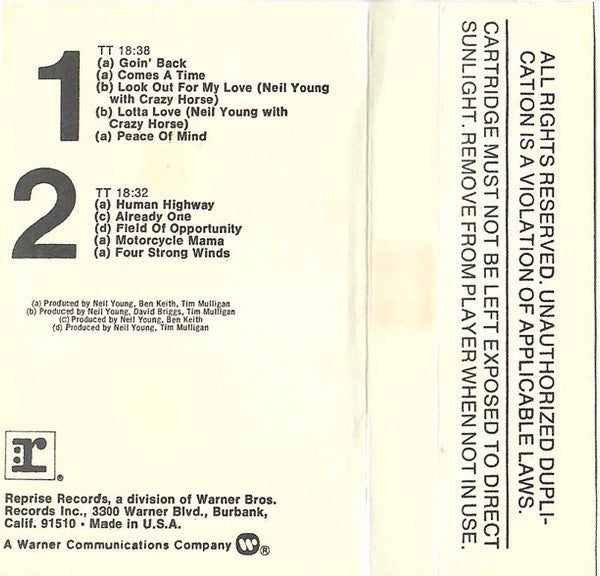 1
TT 18:38
(a) Goin' Back
(a) Comes A Time
(b) Look Out For My Love (Neil Young
with Crazy Horse)
(b) Lotta Love (Neil Young with
Crazy Horse)
(a) Peace Of Mind
2
TT 18:32
(a) Human Highway
(c) Already One
(d) Field Of Opportunity
(a) Motorcycle Mama
(a) Four Strong Winds
(a) Produced by Neil Young, Ben Keith, Tim Mulligan
(b) Produced by Neil Young, David Briggs, Tim Mulligan
(c) Produced by Neil Young, Ben Keith
(d) Produced by Neil Young, Tim Mulligan
:r ®
Reprise Records, a division of Warner Bros.
Records Inc., 3300 Warner Blvd., Burbank,
Calif. 91510 • Made in U.S.A.
A Warner Communications Company ®
ALL RIGHTS RESERVED. UNAUTHORIZED DUPLI-
CATION IS A VIOLATION OF APPLICABLE LAWS.
CARTRIDGE MUST NOT BE LEFT EXPOSED TO DIRECT
SUNLIGHT. REMOVE FROM PLAYER WHEN NOT IN USE.